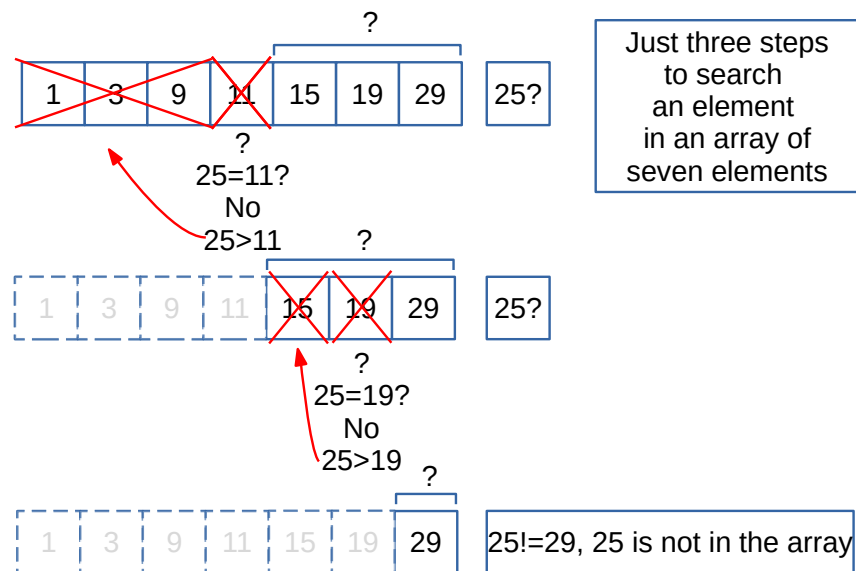 ?
1 3 9 11 15 19 29 25?
Just three steps
to search
an element
in an array of
seven elements
?
25=11?
No
25>11
?
1 3 9 11 15 19 29 25?
?
25=19?
No
25>19
?
1 3 9 11 15 19 29
25!=29, 25 is not in the array